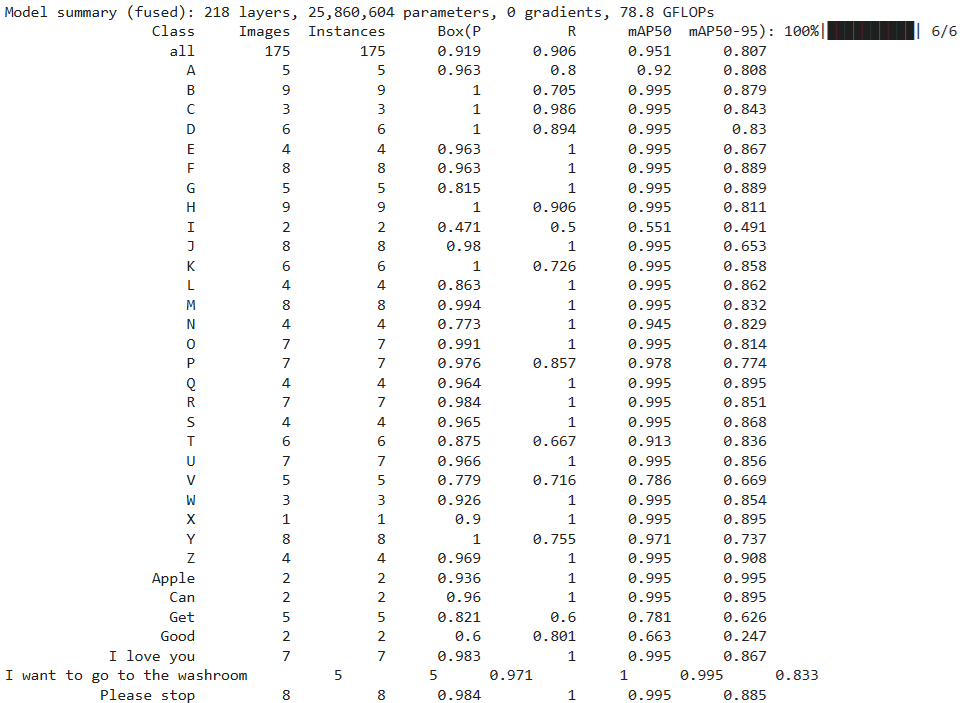 Model summary (fused): 218 layers, 25,860,604 parameters, 0 gradients, 78.8 GFLOPs
Class Images Instances Box(P R mAP50 mAP50-95): 100%|██████████| 6/6
all 175 175 0.919 0.906 0.951 0.807
A 5 5 0.963 0.8 0.92 0.808
B 9 9 1 0.705 0.995 0.879
C 3 3 1 0.986 0.995 0.843
D 6 6 1 0.894 0.995 0.83
E 4 4 0.963 1 0.995 0.867
F 8 8 0.963 1 0.995 0.889
G 5 5 0.815 1 0.995 0.889
H 9 9 1 0.906 0.995 0.811
I 2 2 0.471 0.5 0.551 0.491
J 8 8 0.98 1 0.995 0.653
K 6 6 1 0.726 0.995 0.858
L 4 4 0.863 1 0.995 0.862
M 8 8 0.994 1 0.995 0.832
N 4 4 0.773 1 0.945 0.829
O 7 7 0.991 1 0.995 0.814
P 7 7 0.976 0.857 0.978 0.774
Q 4 4 0.964 1 0.995 0.895
R 7 7 0.984 1 0.995 0.851
S 4 4 0.965 1 0.995 0.868
T 6 6 0.875 0.667 0.913 0.836
U 7 7 0.966 1 0.995 0.856
V 5 5 0.779 0.716 0.786 0.669
W 3 3 0.926 1 0.995 0.854
X 1 1 0.9 1 0.995 0.895
Y 8 8 1 0.755 0.971 0.737
Z 4 4 0.969 1 0.995 0.908
Apple 2 2 0.936 1 0.995 0.995
Can 2 2 0.96 1 0.995 0.895
Get 5 5 0.821 0.6 0.781 0.626
Good 2 2 0.6 0.801 0.663 0.247
I love you 7 7 0.983 1 0.995 0.867
I want to go to the washroom 5 5 0.971 1 0.995 0.833
Please stop 8 8 0.984 1 0.995 0.885